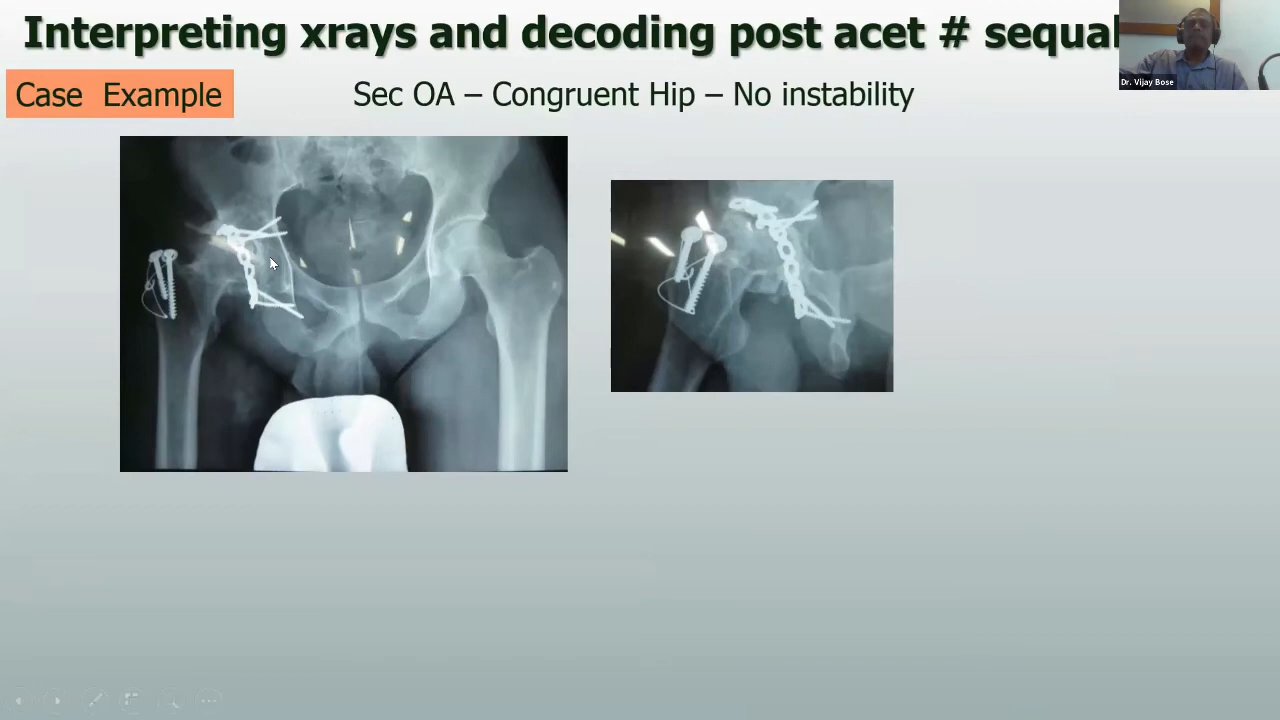 Interpreting xrays and decoding post acet # sequal
Case Example
Sec OA – Congruent Hip – No instability
Dr. Vijay Bose